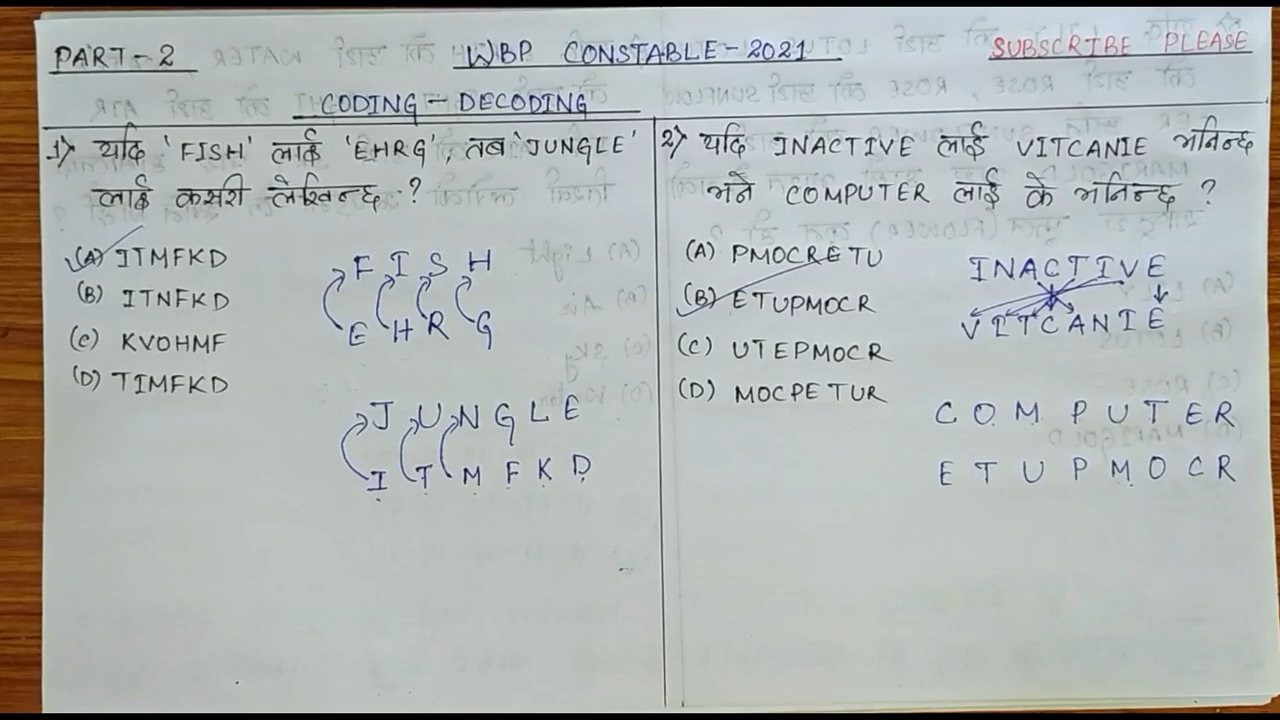 PART-2 WBP CONSTABLE-2021 SUBSCRIBE PLEASE
CODING-DECODING
1) यदि 'FISH' लाई 'EHRG', तब 'JUNGLE'
लाई कसरी लेखिन्छ ?
(A) ITMFKD
(B) ITNFKD
(C) KVOHMF
(D) TIMFKD
F I S H
E H R G
J U N G L E
I T M F K D
2) यदि INACTIVE लाई VITCANIE भनिन्छ
भने COMPUTER लाई के भनिन्छ ?
(A) PMOCRETU
(B) ETUPMOCR
(C) UTEPMOCR
(D) MOCPETUR
INACTIVE
VITCANIE
C O M P U T E R
E T U P M O C R